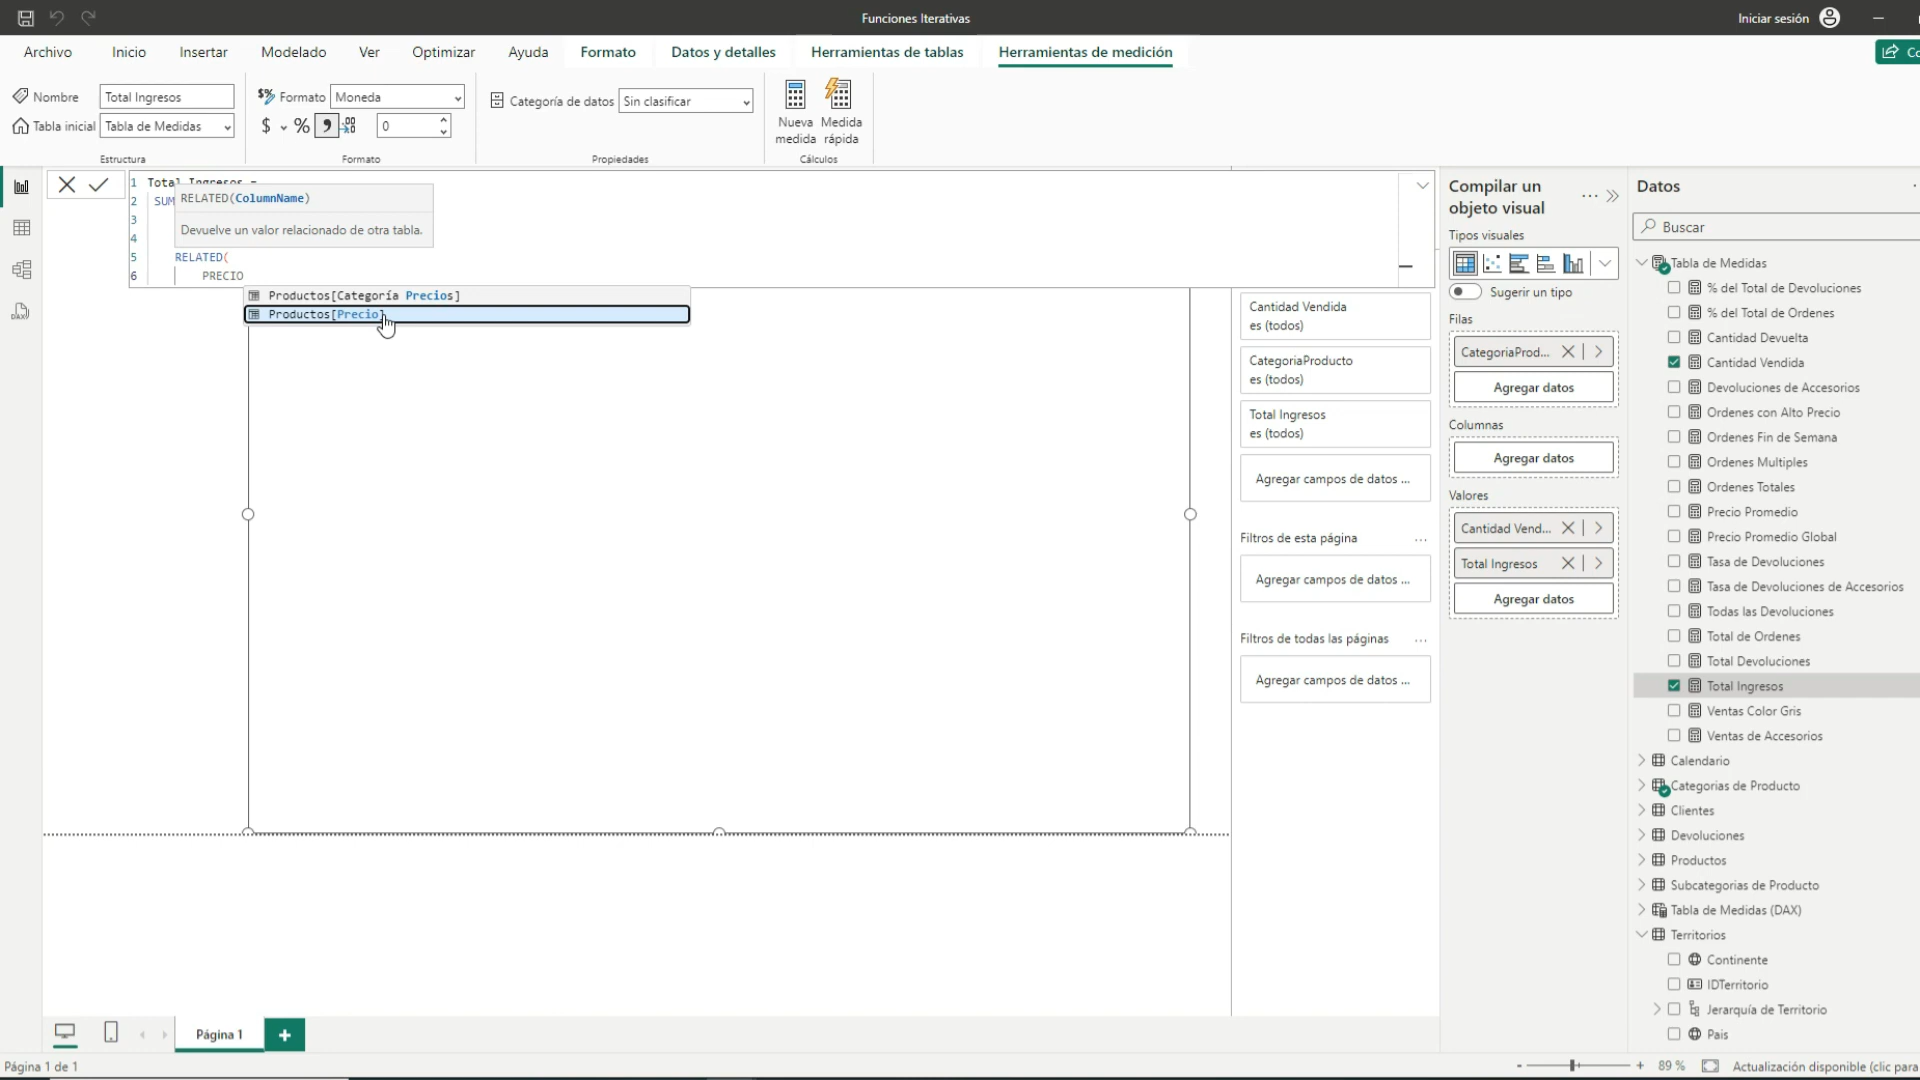 Funciones Iterativas
Iniciar sesión
Archivo
Inicio
Insertar
Modelado
Ver
Optimizar
Ayuda
Formato
Datos y detalles
Herramientas de tablas
Herramientas de medición
Co
Nombre
Total Ingresos
Tabla inicial
Tabla de Medidas
Estructura
$% Formato
Moneda
$ % 9 .00
0
Formato
Categoría de datos
Sin clasificar
Propiedades
Nueva
medida
Medida
rápida
Cálculos
1 Total Ingresos =
2 SUM
3
4
5 RELATED(
6 PRECIO
RELATED(ColumnName)
Devuelve un valor relacionado de otra tabla.
Productos[Categoría Precios]
Productos[Precio]
Cantidad Vendida
es (todos)
CategoriaProducto
es (todos)
Total Ingresos
es (todos)
Agregar campos de datos ...
Filtros de esta página ...
Agregar campos de datos ...
Filtros de todas las páginas ...
Agregar campos de datos ...
Compilar un
objeto visual
Tipos visuales
Sugerir un tipo
Filas
CategoriaProd...
Agregar datos
Columnas
Agregar datos
Valores
Cantidad Vend...
Total Ingresos
Agregar datos
Datos
Buscar
Tabla de Medidas
% del Total de Devoluciones
% del Total de Ordenes
Cantidad Devuelta
Cantidad Vendida
Devoluciones de Accesorios
Ordenes con Alto Precio
Ordenes Fin de Semana
Ordenes Multiples
Ordenes Totales
Precio Promedio
Precio Promedio Global
Tasa de Devoluciones
Tasa de Devoluciones de Accesorios
Todas las Devoluciones
Total de Ordenes
Total Devoluciones
Total Ingresos
Ventas Color Gris
Ventas de Accesorios
Calendario
Categorias de Producto
Clientes
Devoluciones
Productos
Subcategorias de Producto
Tabla de Medidas (DAX)
Territorios
Continente
IDTerritorio
Jerarquía de Territorio
Pais
Página 1
+
Página 1 de 1
- + 89 %
Actualización disponible (clic para